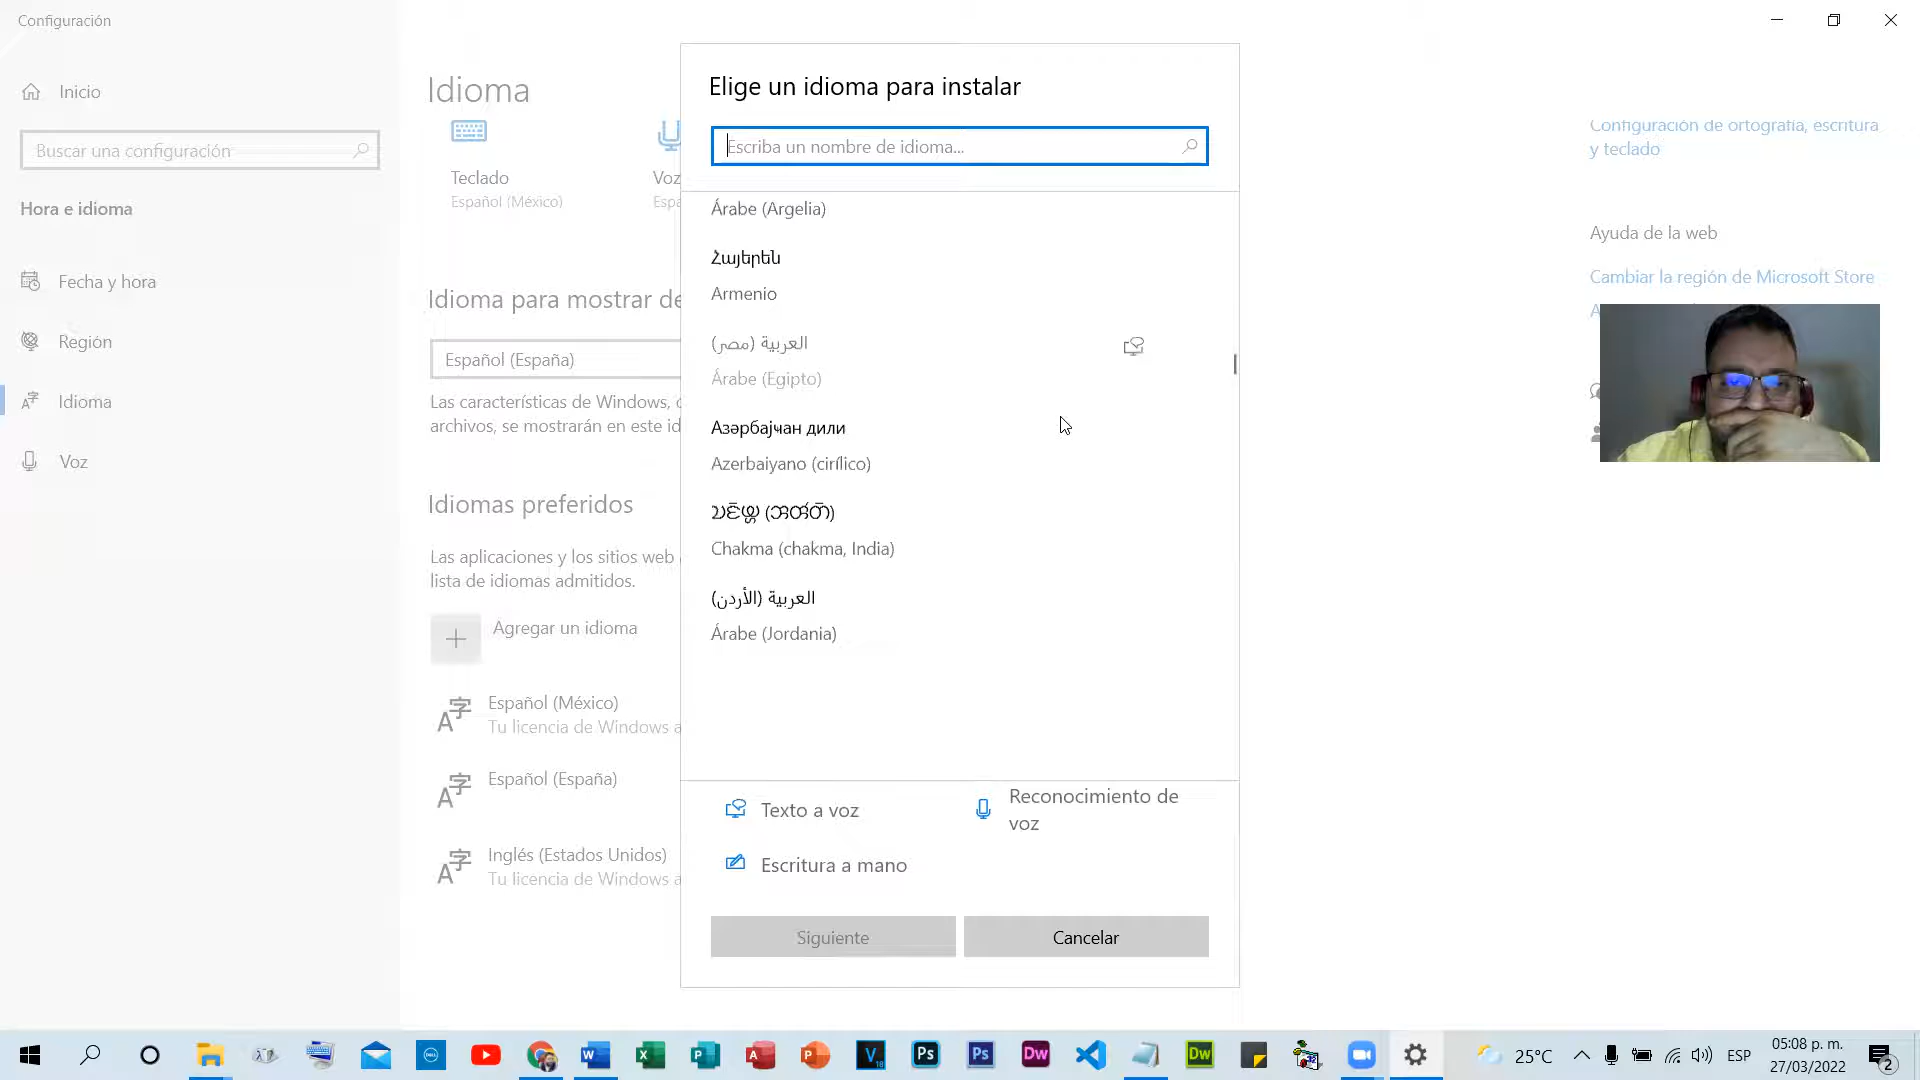 Configuración
Inicio
Buscar una configuración
Hora e idioma
Fecha y hora
Región
Idioma
Voz
Idioma
Teclado
Español (México)
Voz
Espa
Idioma para mostrar de
Español (España)
Las características de Windows, c
archivos, se mostrarán en este id
Idiomas preferidos
Las aplicaciones y los sitios web
lista de idiomas admitidos.
Agregar un idioma
Español (México)
Tu licencia de Windows a
Español (España)
Inglés (Estados Unidos)
Tu licencia de Windows a
Elige un idioma para instalar
Escriba un nombre de idioma...
Árabe (Argelia)
Հայերեն
Armenio
العربية (مصر)
Árabe (Egipto)
Азәрбајҹан дили
Azerbaiyano (cirílico)
Chakma (chakma, India)
العربية (الأردن)
Árabe (Jordania)
Texto a voz
Reconocimiento de
voz
Escritura a mano
Siguiente
Cancelar
Configuración de ortografía, escritura
y teclado
Ayuda de la web
Cambiar la región de Microsoft Store
25°C
ESP
05:08 p. m.
27/03/2022
2